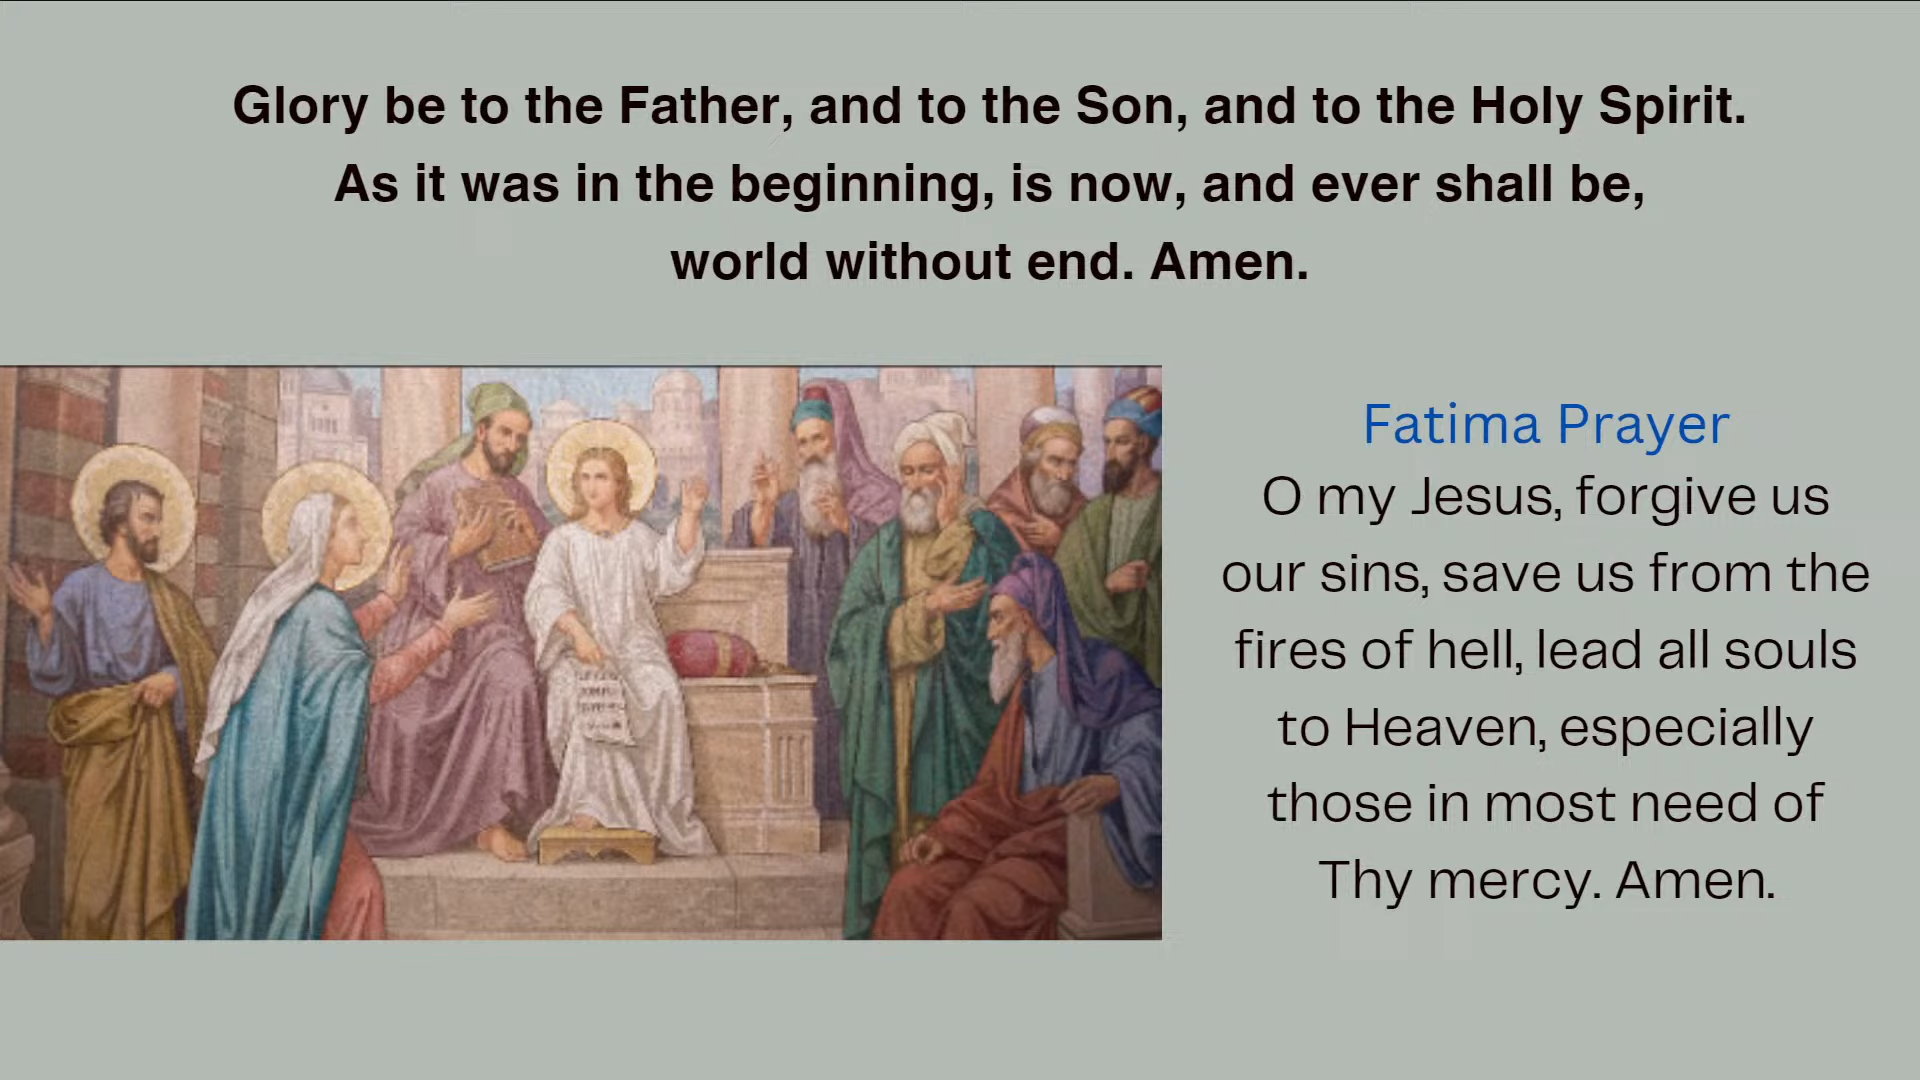 Glory be to the Father, and to the Son, and to the Holy Spirit.
As it was in the beginning, is now, and ever shall be,
world without end. Amen.
Fatima Prayer
O my Jesus, forgive us
our sins, save us from the
fires of hell, lead all souls
to Heaven, especially
those in most need of
Thy mercy. Amen.